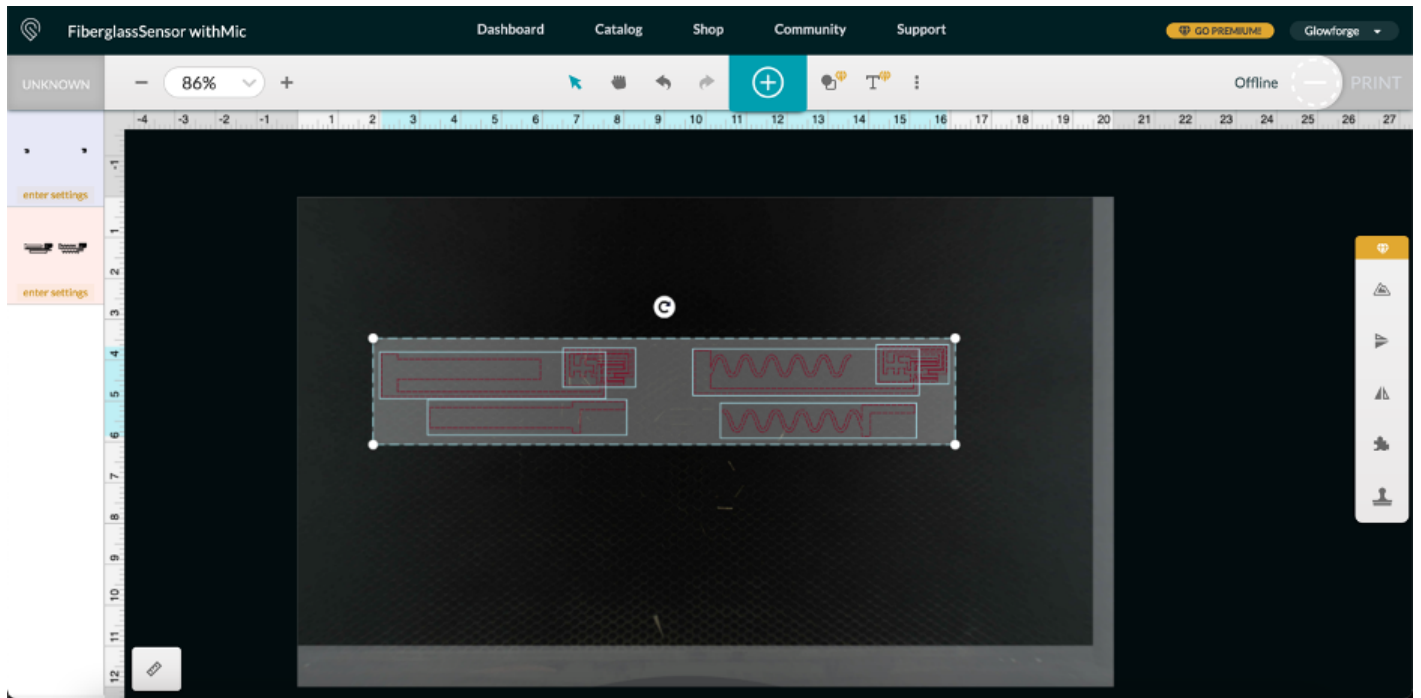 FiberglassSensor withMic
Dashboard Catalog Shop Community Support
GO PREMIUM!
Glowforge
UNKNOWN
86%
T
Offline
PRINT
-4 -3 -2 -1 1 2 3 4 5 6 7 8 9 10 11 12 13 14 15 16 17 18 19 20 21 22 23 24 25 26 27
enter settings
enter settings
-1
1
2
3
4
5
6
7
8
9
10
11
12